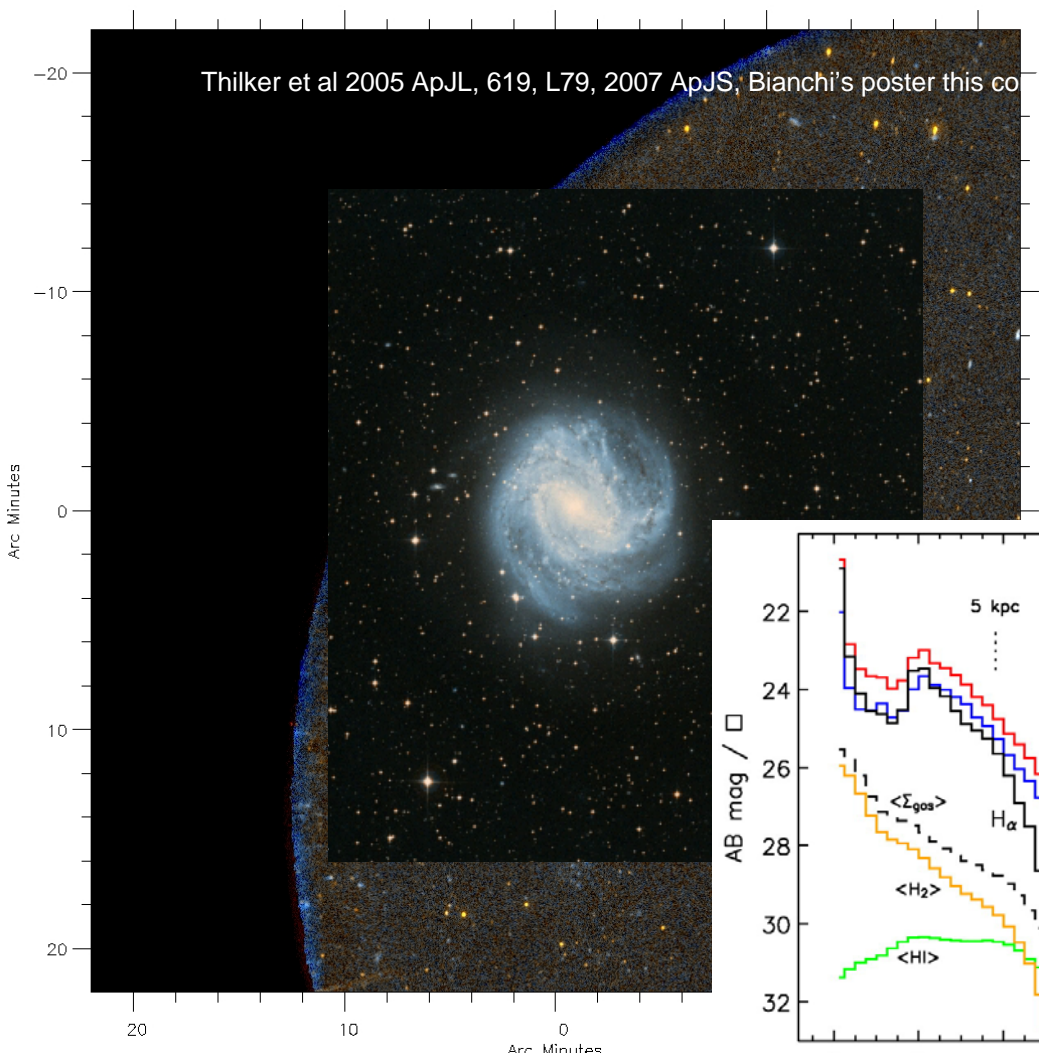 Thilker et al 2005 ApJL, 619, L79, 2007 ApJS, Bianchi's poster this co
-20
-10
0
10
20
Arc Minutes
20
10
0
Arc Minutes
22
24
26
28
30
32
AB mag / □
5 kpc
<Σgas>
Hα
<H₂>
<HI>